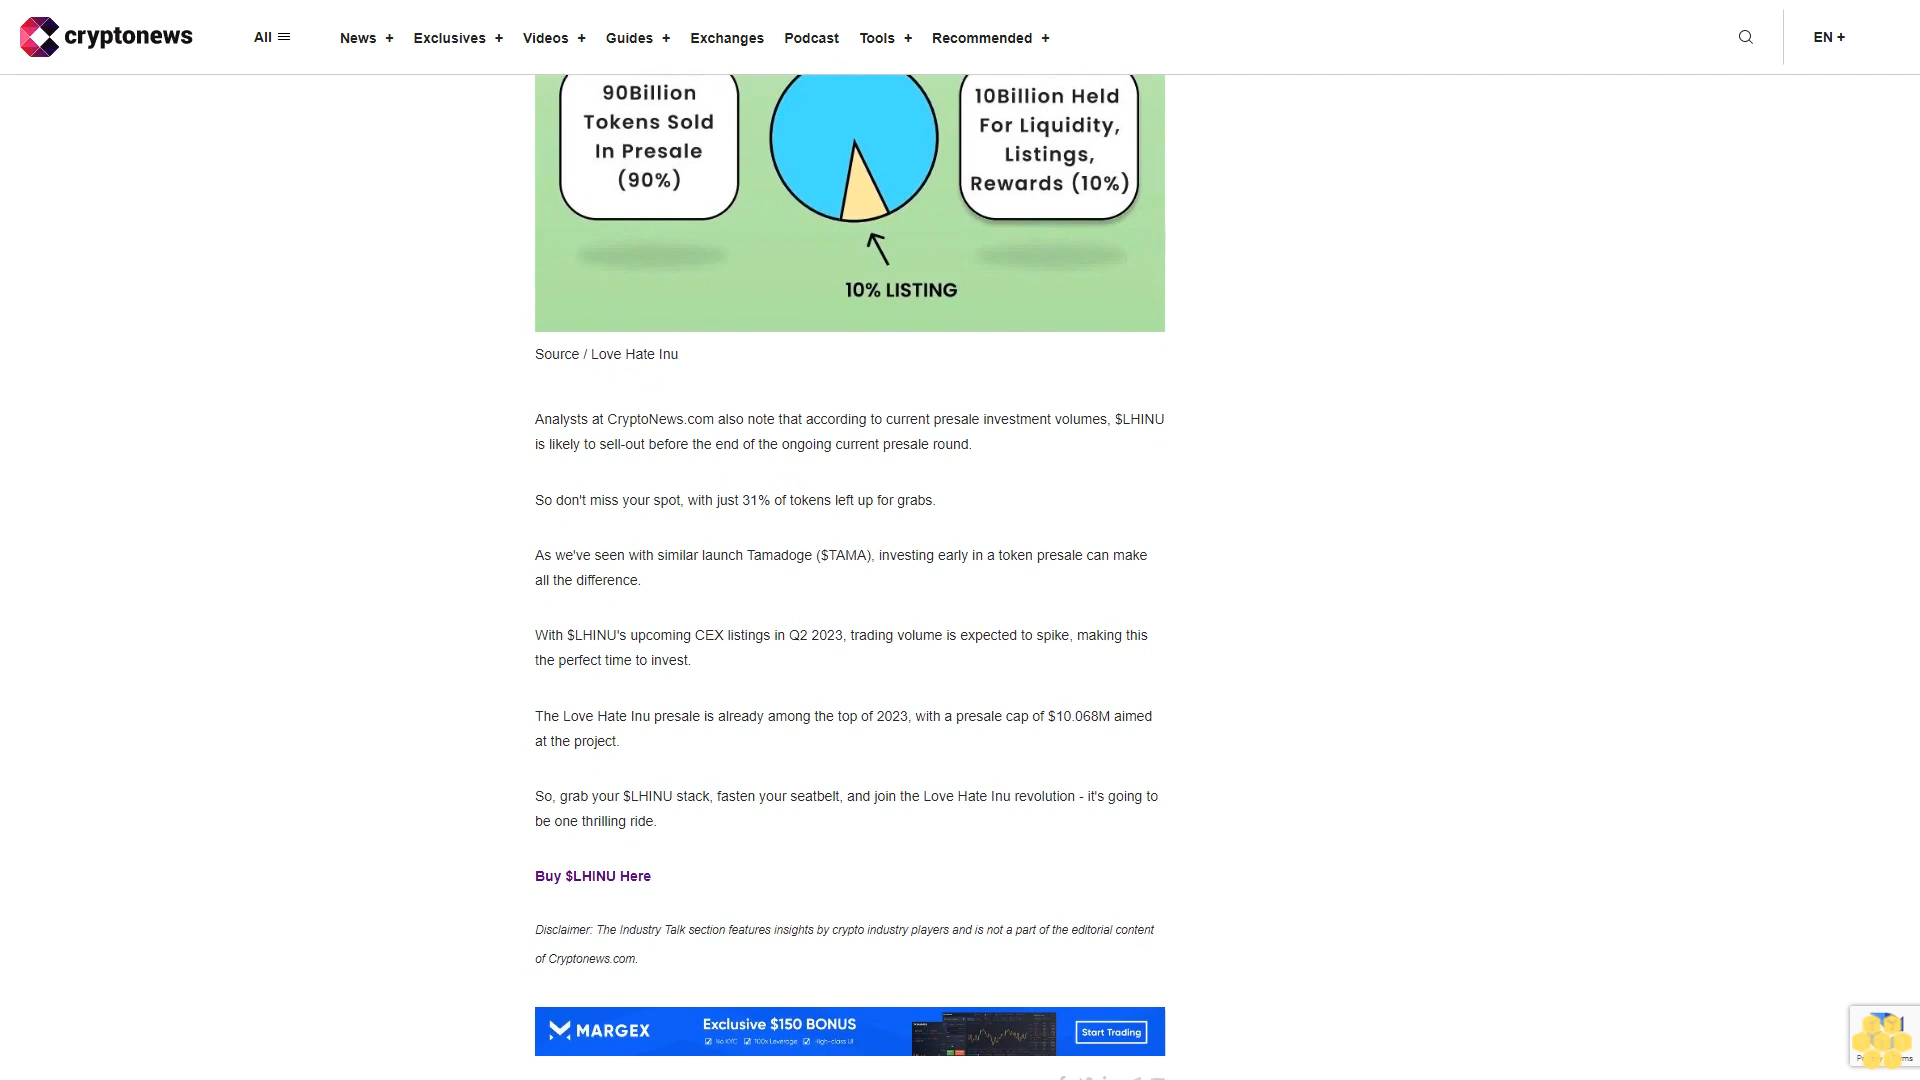 cryptonews
All
News +
Exclusives +
Videos +
Guides +
Exchanges
Podcast
Tools +
Recommended +
EN +
90Billion
Tokens Sold
In Presale
(90%)
10Billion Held
For Liquidity,
Listings,
Rewards (10%)
10% LISTING
Source / Love Hate Inu
Analysts at CryptoNews.com also note that according to current presale investment volumes, $LHINU
is likely to sell-out before the end of the ongoing current presale round.
So don't miss your spot, with just 31% of tokens left up for grabs.
As we've seen with similar launch Tamadoge ($TAMA), investing early in a token presale can make
all the difference.
With $LHINU's upcoming CEX listings in Q2 2023, trading volume is expected to spike, making this
the perfect time to invest.
The Love Hate Inu presale is already among the top of 2023, with a presale cap of $10.068M aimed
at the project.
So, grab your $LHINU stack, fasten your seatbelt, and join the Love Hate Inu revolution - it's going to
be one thrilling ride.
Buy $LHINU Here
Disclaimer: The Industry Talk section features insights by crypto industry players and is not a part of the editorial content
of Cryptonews.com.
MARGEX
Exclusive $150 BONUS
No KYC
100x Leverage
High-class UI
Start Trading